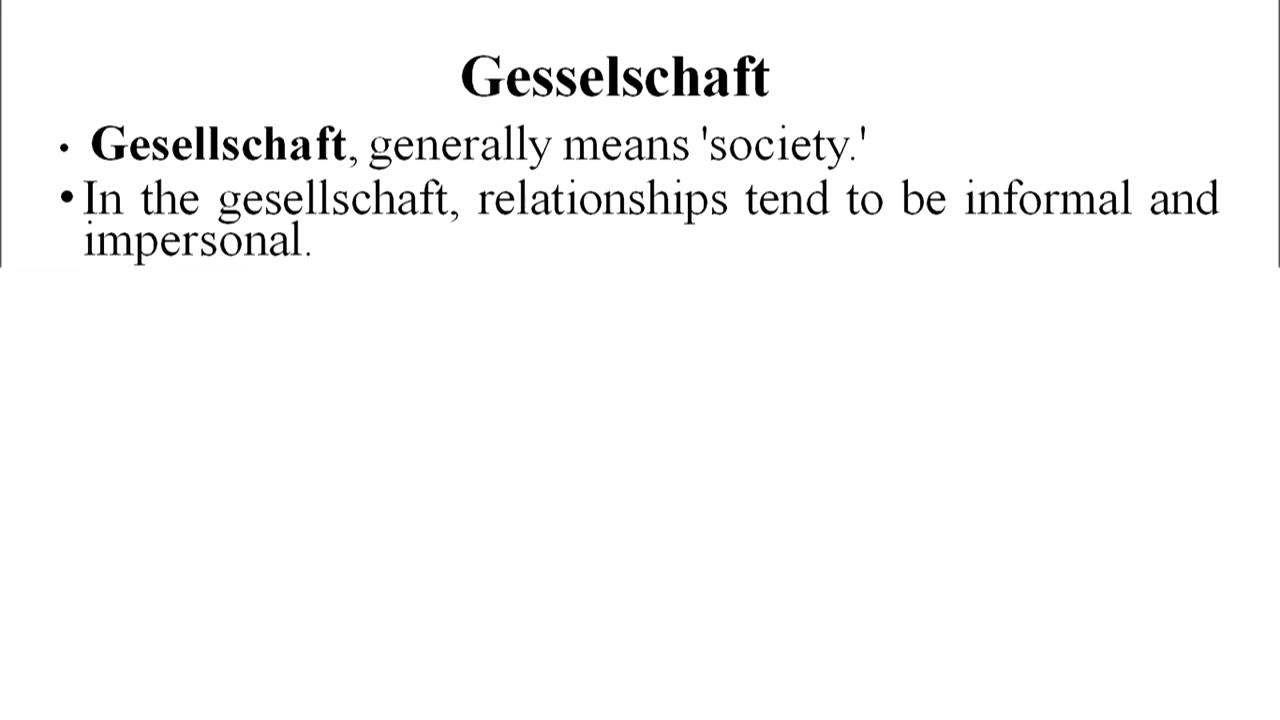 Gesselschaft
• Gesellschaft, generally means 'society.'
• In the gesellschaft, relationships tend to be informal and
impersonal.